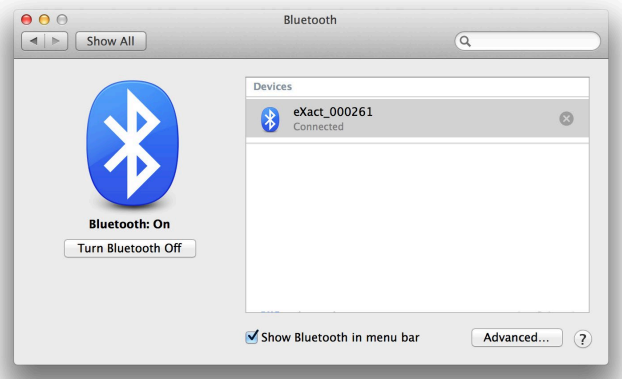 Bluetooth
Show All
Devices
eXact_000261
Connected
Bluetooth: On
Turn Bluetooth Off
Show Bluetooth in menu bar
Advanced...
?